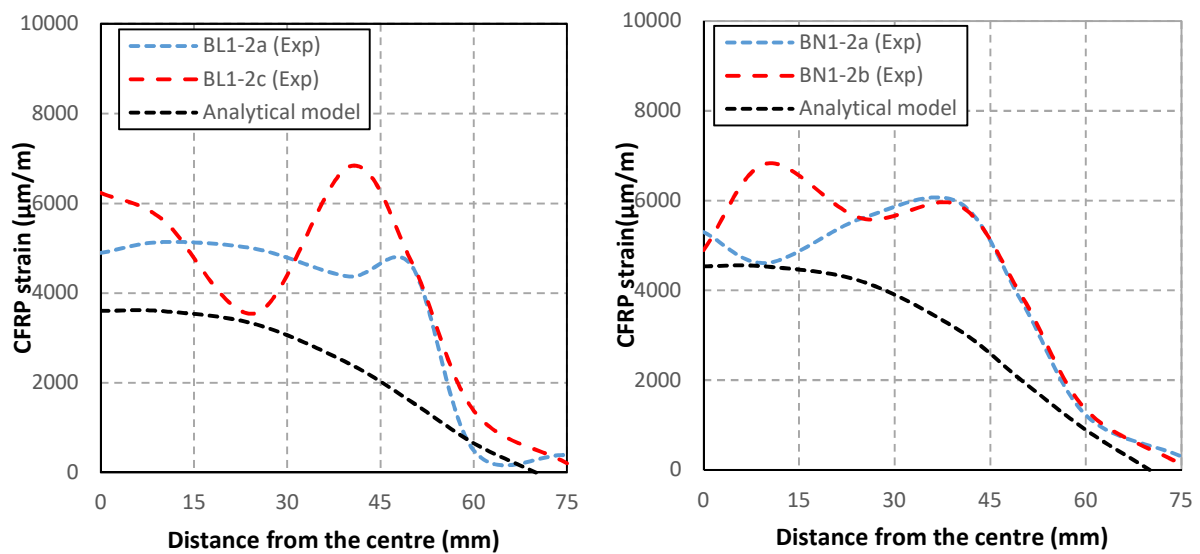 10000
8000
6000
4000
2000
0
CFRP strain (µm/m)
BL1-2a (Exp)
BL1-2c (Exp)
Analytical model
0 15 30 45 60 75
Distance from the centre (mm)
10000
8000
6000
4000
2000
0
CFRP strain(µm/m)
BN1-2a (Exp)
BN1-2b (Exp)
Analytical model
0 15 30 45 60 75
Distance from the centre (mm)